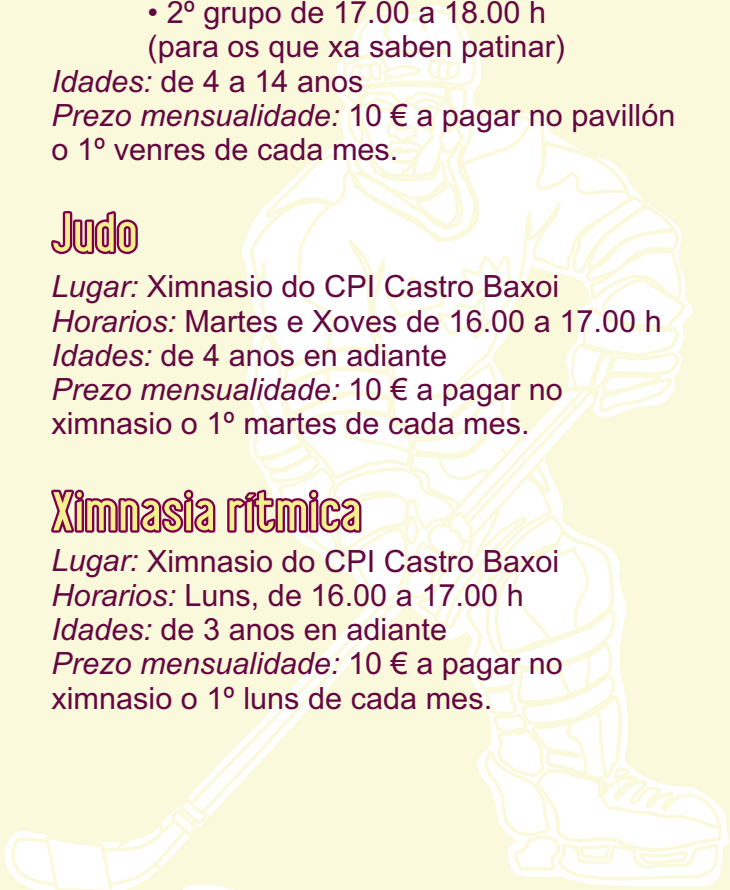 • 2º grupo de 17.00 a 18.00 h
(para os que xa saben patinar)
Idades: de 4 a 14 anos
Prezo mensualidade: 10 € a pagar no pavillón
o 1º venres de cada mes.
Judo
Lugar: Ximnasio do CPI Castro Baxoi
Horarios: Martes e Xoves de 16.00 a 17.00 h
Idades: de 4 anos en adiante
Prezo mensualidade: 10 € a pagar no
ximnasio o 1º martes de cada mes.
Ximnasia rítmica
Lugar: Ximnasio do CPI Castro Baxoi
Horarios: Luns, de 16.00 a 17.00 h
Idades: de 3 anos en adiante
Prezo mensualidade: 10 € a pagar no
ximnasio o 1º luns de cada mes.